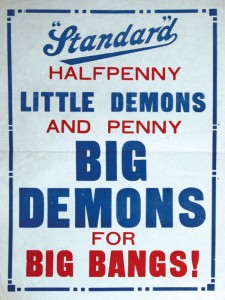 "Standard"
HALFPENNY
LITTLE DEMONS
AND PENNY
BIG
DEMONS
FOR
BIG BANGS!